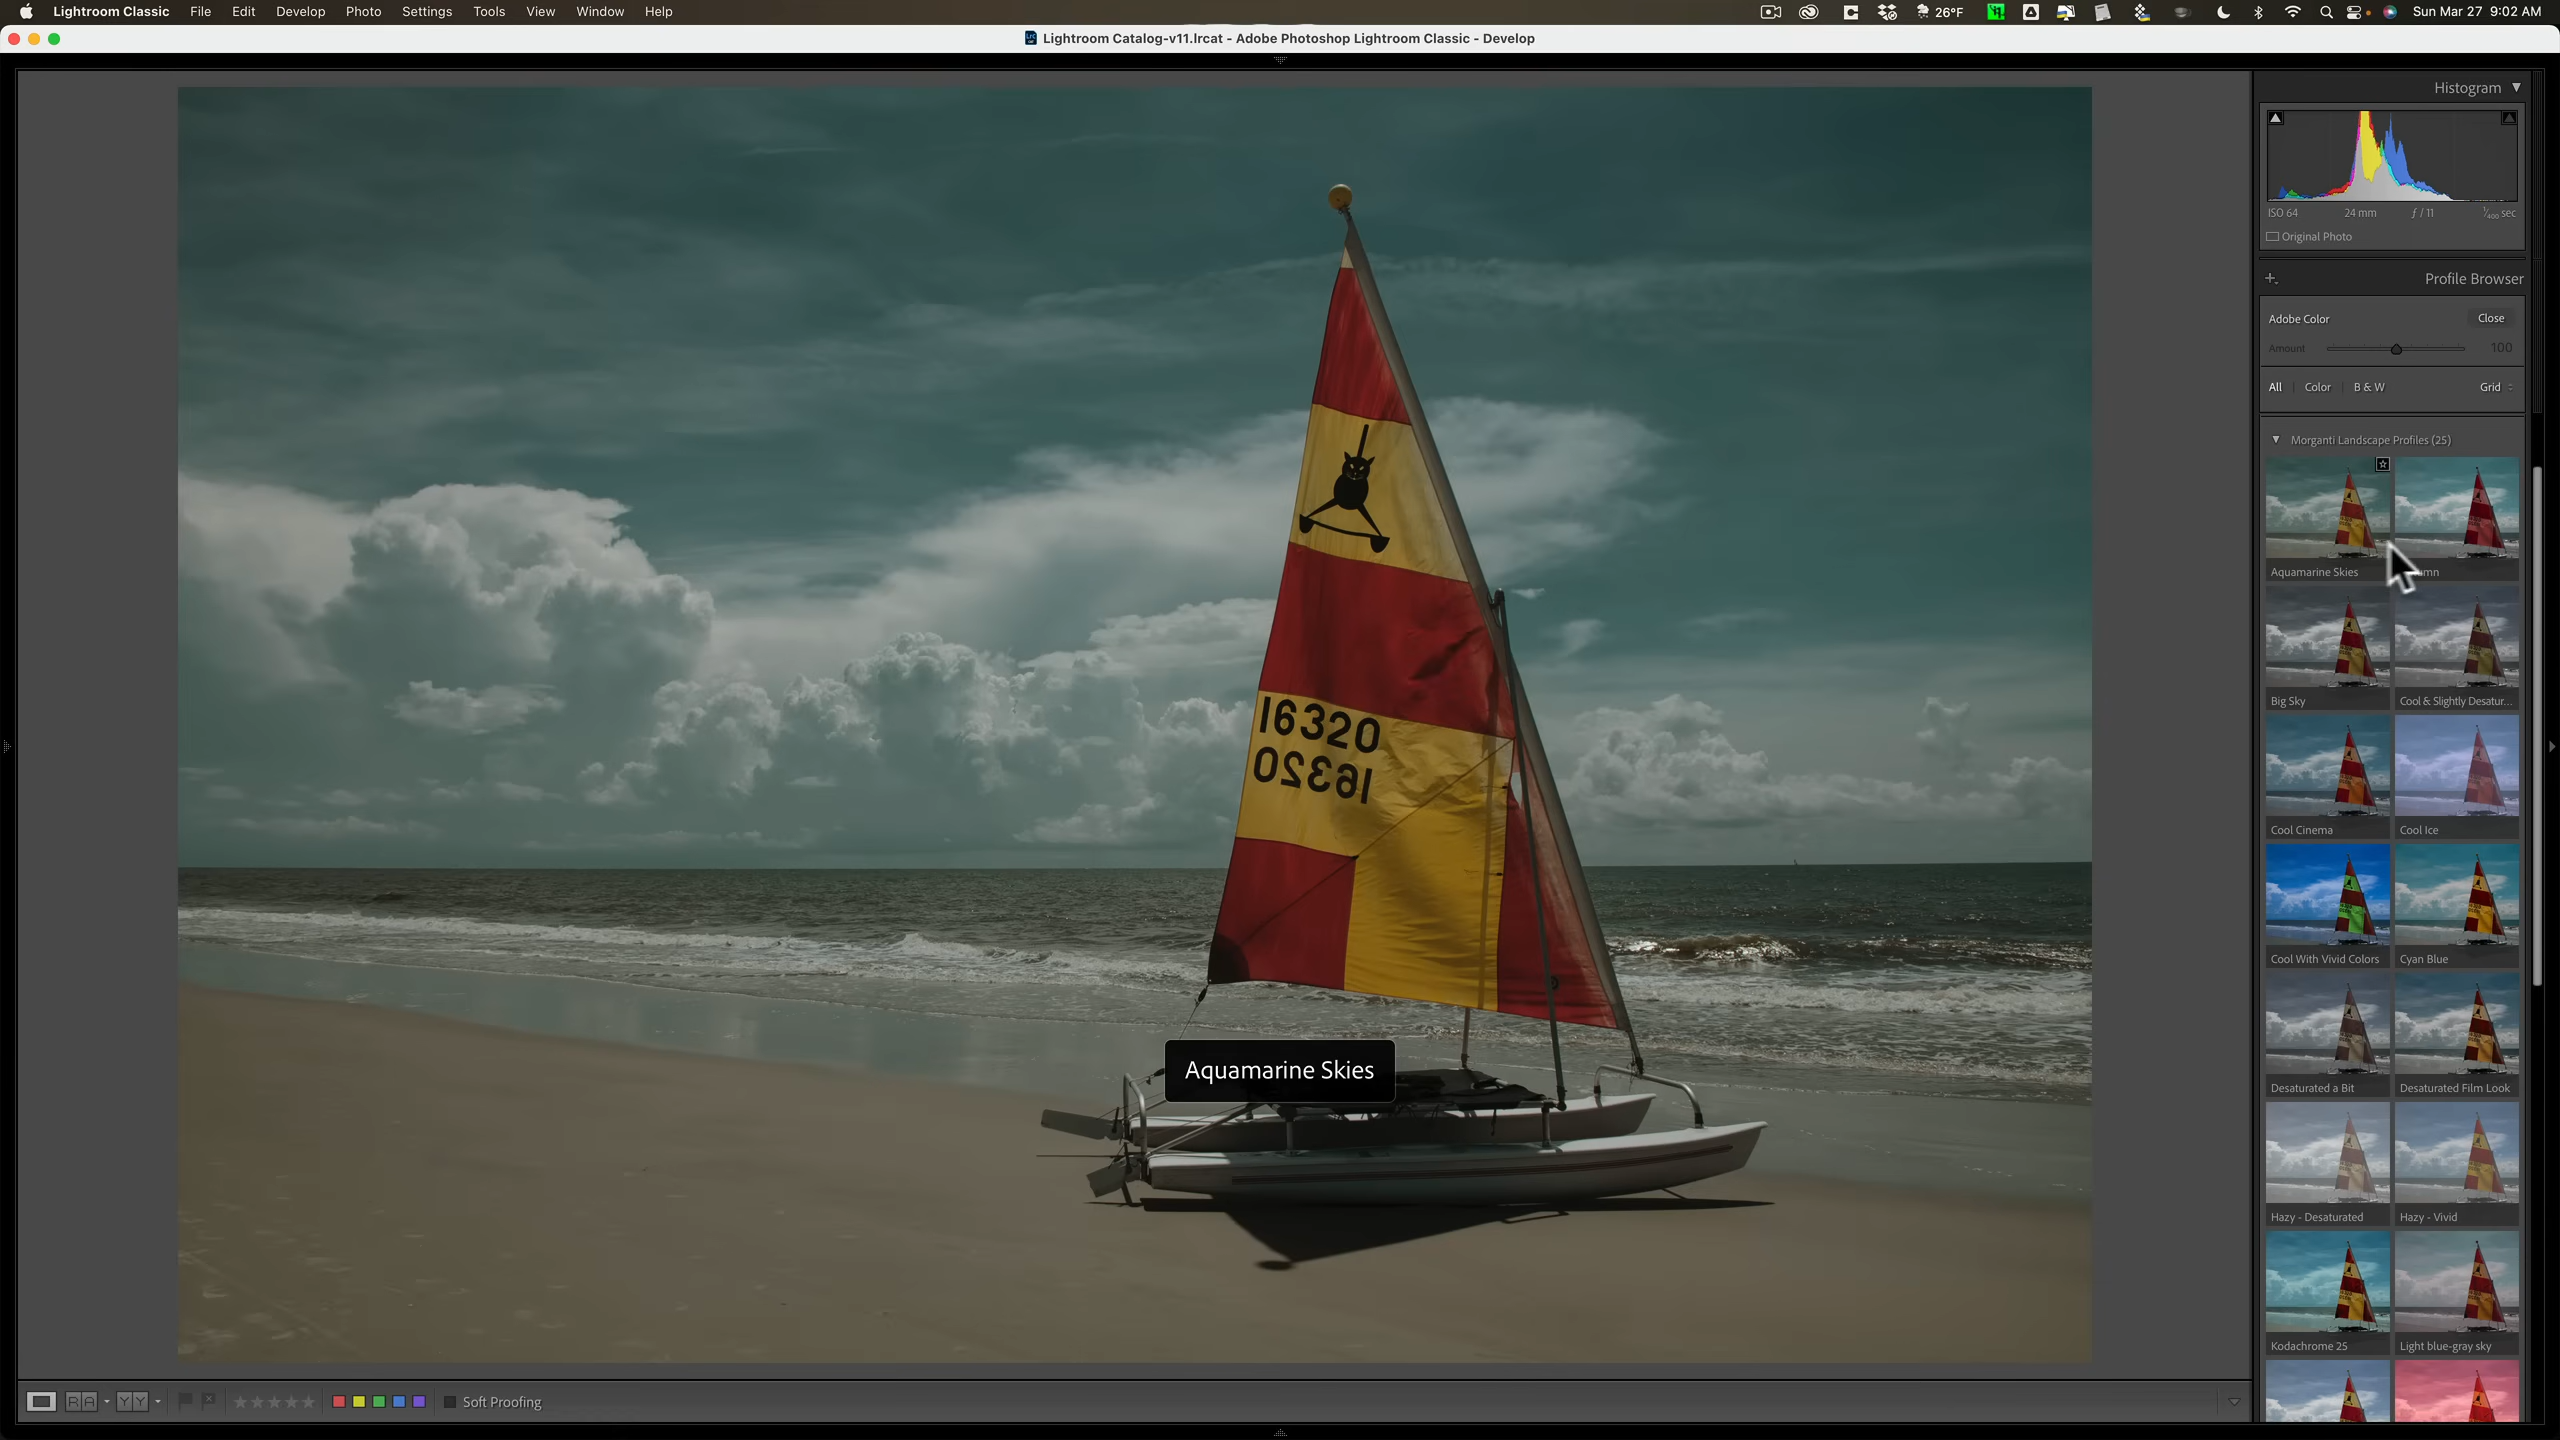 Lightroom Classic File Edit Develop Photo Settings Tools View Window Help 26°F Sun Mar 27 9:02 AM
Lightroom Catalog-v11.lrcat - Adobe Photoshop Lightroom Classic - Develop
Histogram
ISO 64 24 mm ƒ / 11 1/400 sec
Original Photo
Profile Browser
Adobe Color Close
Amount 100
All Color B & W Grid
Morganti Landscape Profiles (25)
Aquamarine Skies
Big Sky Cool & Slightly Desatur...
Cool Cinema Cool Ice
Cool With Vivid Colors Cyan Blue
Desaturated a Bit Desaturated Film Look
Hazy - Desaturated Hazy - Vivid
Kodachrome 25 Light blue-gray sky
16320
16320
Aquamarine Skies
Soft Proofing